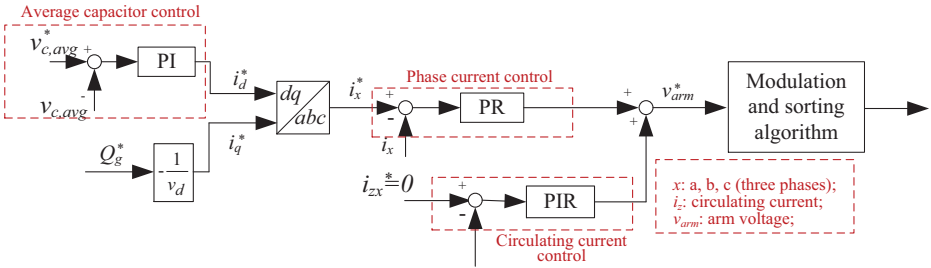 Average capacitor control
v*c,avg
+
PI
-
vc,avg
i*d
dq
abc
i*x
Phase current control
+
PR
-
ix
+
+
v*arm
Modulation
and sorting
algorithm
Q*g
- 1
vd
i*q
izx*=0
+
PIR
-
Circulating current
control
x: a, b, c (three phases);
iz: circulating current;
varm: arm voltage;